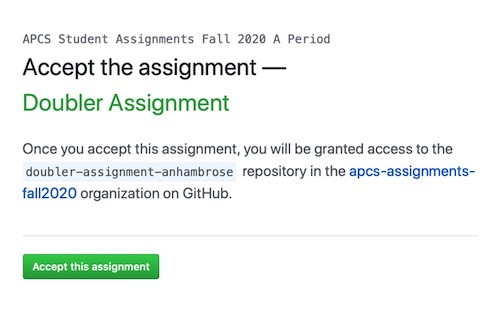 APCS Student Assignments Fall 2020 A Period
Accept the assignment —
Doubler Assignment
Once you accept this assignment, you will be granted access to the
doubler-assignment-anhambrose repository in the apcs-assignments-
fall2020 organization on GitHub.
Accept this assignment